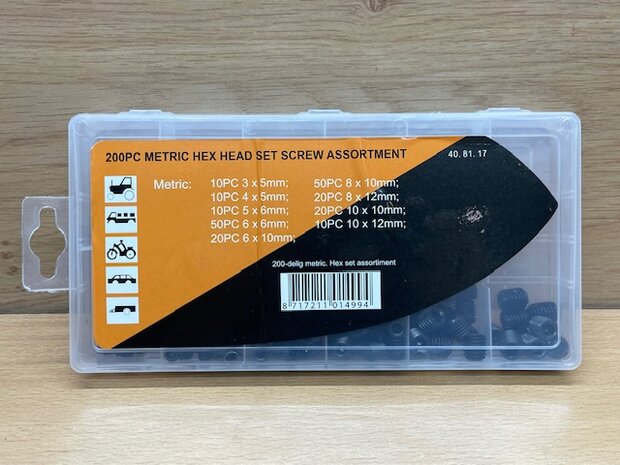 200PC METRIC HEX HEAD SET SCREW ASSORTMENT 40. 81. 17
Metric: 10PC 3 x 5mm; 50PC 8 x 10mm;
10PC 4 x 5mm; 20PC 8 x 12mm;
10PC 5 x 6mm; 20PC 10 x 10mm;
50PC 6 x 6mm; 10PC 10 x 12mm;
20PC 6 x 10mm;
200-delig metric. Hex set assortiment
8 717211 014994